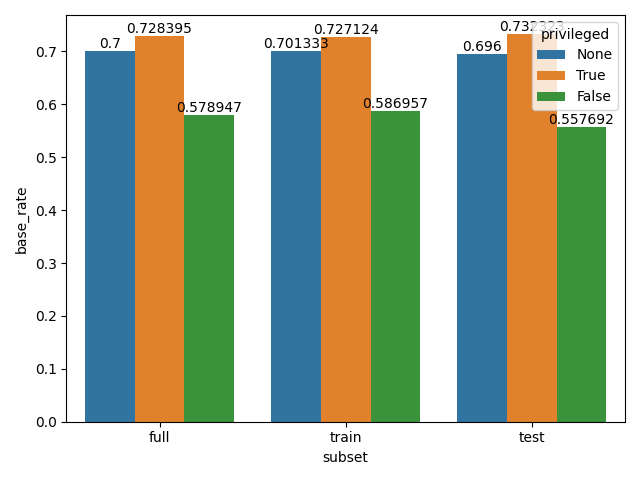 0.728395
0.7
0.578947
0.701333
0.727124
0.586957
0.696
0.732323
0.557692
privileged
None
True
False
0.7
0.6
0.5
0.4
0.3
0.2
0.1
0.0
base_rate
full
train
test
subset